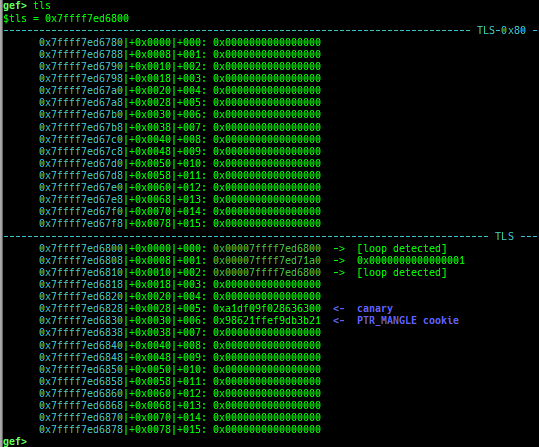 gef> tls
$tls = 0x7ffff7ed6800
-------------------------------------------------------------------------------- TLS-0x80 ---
0x7ffff7ed6780|+0x0000|+000: 0x0000000000000000
0x7ffff7ed6788|+0x0008|+001: 0x0000000000000000
0x7ffff7ed6790|+0x0010|+002: 0x0000000000000000
0x7ffff7ed6798|+0x0018|+003: 0x0000000000000000
0x7ffff7ed67a0|+0x0020|+004: 0x0000000000000000
0x7ffff7ed67a8|+0x0028|+005: 0x0000000000000000
0x7ffff7ed67b0|+0x0030|+006: 0x0000000000000000
0x7ffff7ed67b8|+0x0038|+007: 0x0000000000000000
0x7ffff7ed67c0|+0x0040|+008: 0x0000000000000000
0x7ffff7ed67c8|+0x0048|+009: 0x0000000000000000
0x7ffff7ed67d0|+0x0050|+010: 0x0000000000000000
0x7ffff7ed67d8|+0x0058|+011: 0x0000000000000000
0x7ffff7ed67e0|+0x0060|+012: 0x0000000000000000
0x7ffff7ed67e8|+0x0068|+013: 0x0000000000000000
0x7ffff7ed67f0|+0x0070|+014: 0x0000000000000000
0x7ffff7ed67f8|+0x0078|+015: 0x0000000000000000
-------------------------------------------------------------------------------- TLS ---
0x7ffff7ed6800|+0x0000|+000: 0x00007ffff7ed6800  ->  [loop detected]
0x7ffff7ed6808|+0x0008|+001: 0x00007ffff7ed71a0  ->  0x0000000000000001
0x7ffff7ed6810|+0x0010|+002: 0x00007ffff7ed6800  ->  [loop detected]
0x7ffff7ed6818|+0x0018|+003: 0x0000000000000000
0x7ffff7ed6820|+0x0020|+004: 0x0000000000000000
0x7ffff7ed6828|+0x0028|+005: 0xa1df09f028636300  <-  canary
0x7ffff7ed6830|+0x0030|+006: 0x98621ffef9db3b21  <-  PTR_MANGLE cookie
0x7ffff7ed6838|+0x0038|+007: 0x0000000000000000
0x7ffff7ed6840|+0x0040|+008: 0x0000000000000000
0x7ffff7ed6848|+0x0048|+009: 0x0000000000000000
0x7ffff7ed6850|+0x0050|+010: 0x0000000000000000
0x7ffff7ed6858|+0x0058|+011: 0x0000000000000000
0x7ffff7ed6860|+0x0060|+012: 0x0000000000000000
0x7ffff7ed6868|+0x0068|+013: 0x0000000000000000
0x7ffff7ed6870|+0x0070|+014: 0x0000000000000000
0x7ffff7ed6878|+0x0078|+015: 0x0000000000000000
gef>